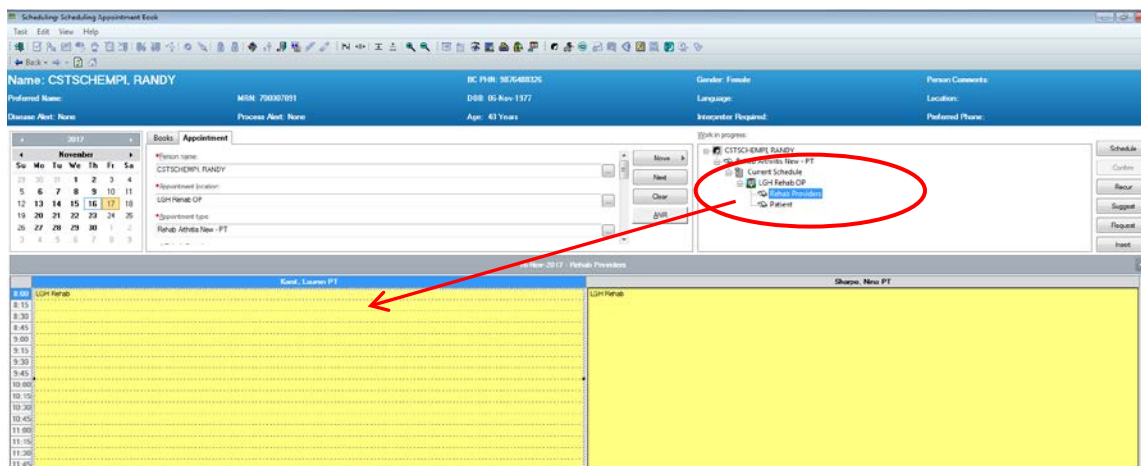 Scheduling: Scheduling Appointment Book
Task Edit View Help
Back
Name: CSTSCHEMPI, RANDY
BC PHN: 9876488326
Gender: Female
Person Comments:
Preferred Name:
MRN: 700007091
DOB: 06-Nov-1977
Language:
Location:
Disease Alert: None
Process Alert: None
Age: 43 Years
Interpreter Required:
Preferred Phone:
2017
November
Su Mo Tu We Th Fr Sa
29 30 31 1 2 3 4
5 6 7 8 9 10 11
12 13 14 15 16 17 18
19 20 21 22 23 24 25
26 27 28 29 30 1 2
3 4 5 6 7 8 9
Books Appointment
*Person name:
CSTSCHEMPI, RANDY
*Appointment location:
LGH Rehab OP
*Appointment type:
Rehab Arthritis New - PT
Move
Next
Clear
ANR
Work in progress:
CSTSCHEMPI, RANDY
Rehab Arthritis New - PT
Current Schedule
LGH Rehab OP
Rehab Providers
Patient
Schedule
Confirm
Recur
Suggest
Request
Insert
16-Nov-2017 - Rehab Providers
Sharpe, Nina PT
8:00 LGH Rehab
LGH Rehab
8:15
8:30
8:45
9:00
9:15
9:30
9:45
10:00
10:15
10:30
10:45
11:00
11:15
11:30
11:45